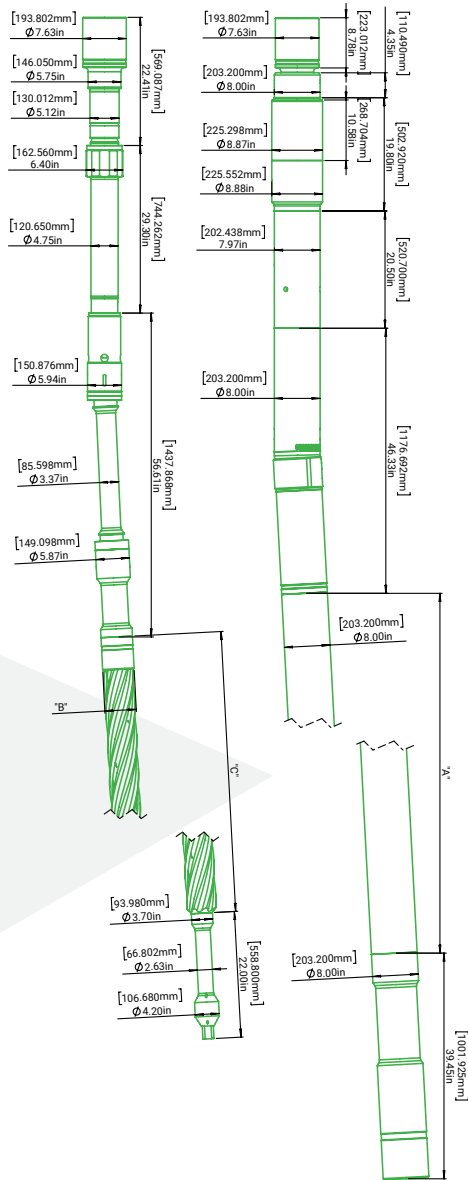 [193.802mm]
Ø7.63in
[569.087mm]
22.41in
[146.050mm]
Ø5.75in
[130.012mm]
Ø5.12in
[162.560mm]
6.40in
[744.262mm]
29.30in
[120.650mm]
Ø4.75in
[150.876mm]
Ø5.94in
[1437.868mm]
56.61in
[85.598mm]
Ø3.37in
[149.098mm]
Ø5.87in
"B"
"C"
[93.980mm]
Ø3.70in
[66.802mm]
Ø2.63in
[558.800mm]
22.00in
[106.680mm]
Ø4.20in
[193.802mm]
Ø7.63in
[223.012mm]
8.78in
[110.490mm]
4.35in
[203.200mm]
Ø8.00in
[268.704mm]
10.58in
[502.920mm]
19.80in
[225.298mm]
Ø8.87in
[225.552mm]
Ø8.88in
[202.438mm]
7.97in
[520.700mm]
20.50in
[203.200mm]
Ø8.00in
[1176.692mm]
46.33in
[203.200mm]
Ø8.00in
"A"
[203.200mm]
Ø8.00in
[1001.925mm]
39.45in